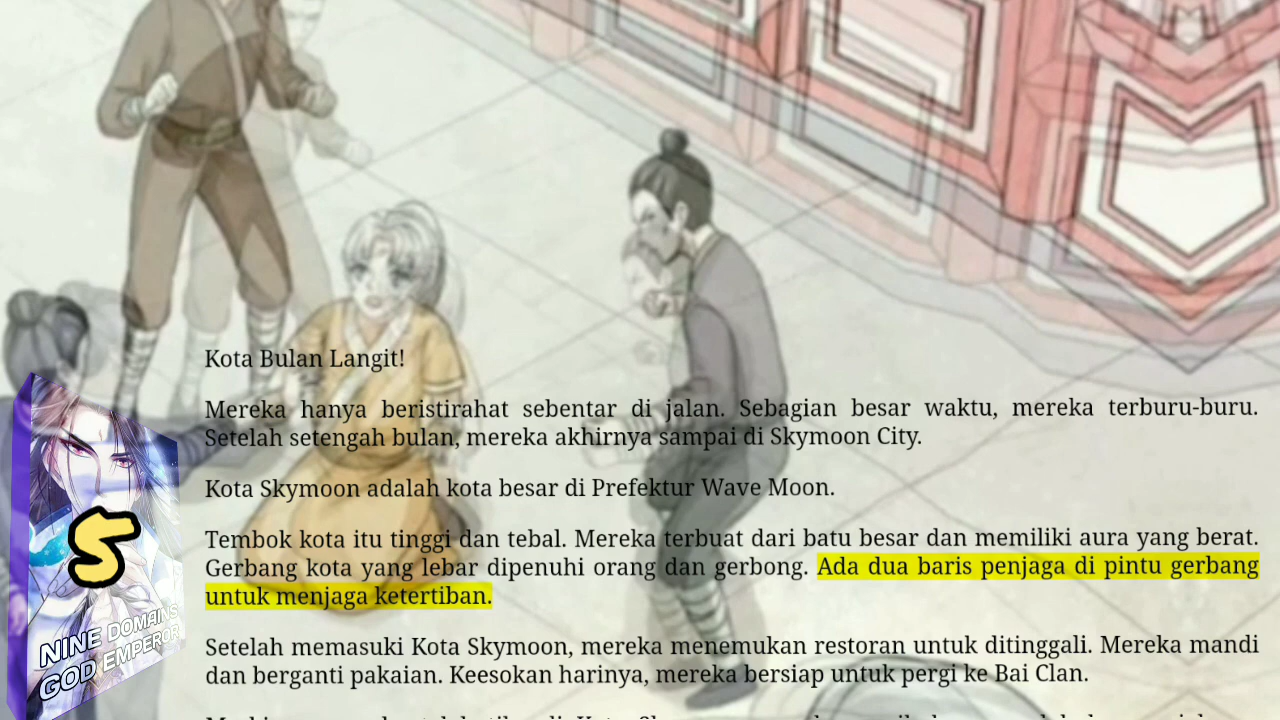 Kota Bulan Langit!
Mereka hanya beristirahat sebentar di jalan. Sebagian besar waktu, mereka terburu-buru.
Setelah setengah bulan, mereka akhirnya sampai di Skymoon City.
Kota Skymoon adalah kota besar di Prefektur Wave Moon.
Tembok kota itu tinggi dan tebal. Mereka terbuat dari batu besar dan memiliki aura yang berat.
Gerbang kota yang lebar dipenuhi orang dan gerbong. Ada dua baris penjaga di pintu gerbang
untuk menjaga ketertiban.
Setelah memasuki Kota Skymoon, mereka menemukan restoran untuk ditinggali. Mereka mandi
dan berganti pakaian. Keesokan harinya, mereka bersiap untuk pergi ke Bai Clan.
5
NINE DOMAINS
GOD EMPEROR